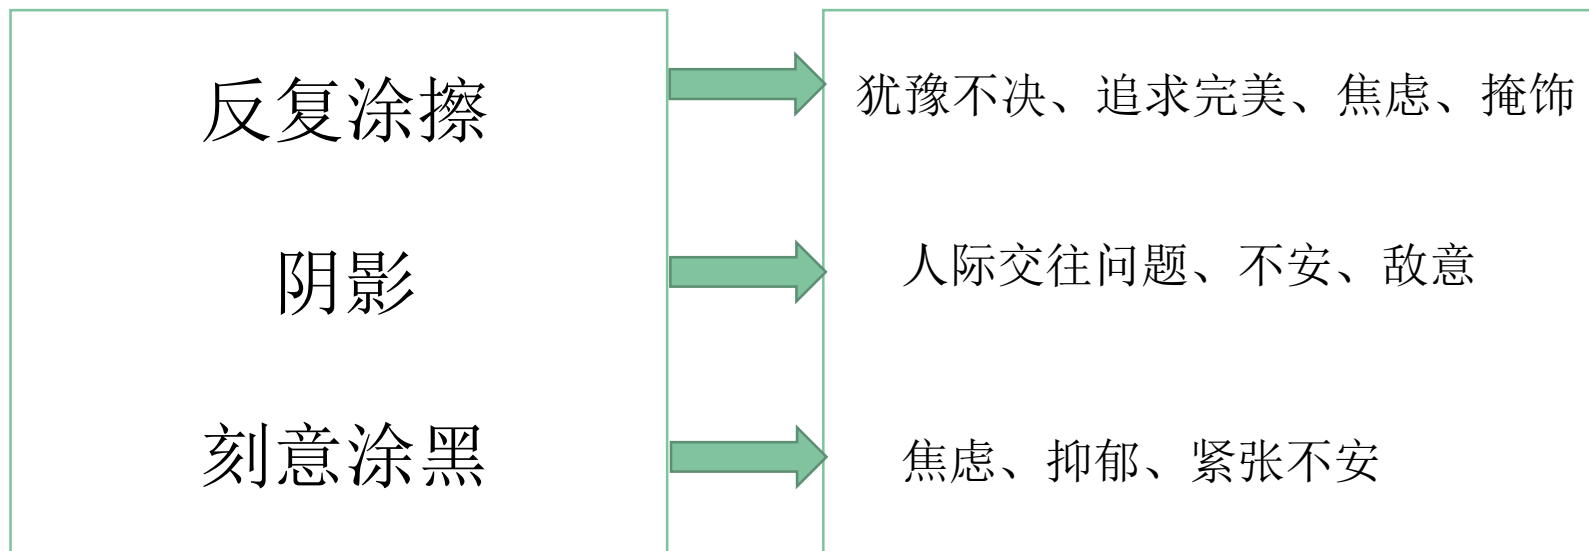 反复涂擦
犹豫不决、追求完美、焦虑、掩饰
阴影
人际交往问题、不安、敌意
刻意涂黑
焦虑、抑郁、紧张不安